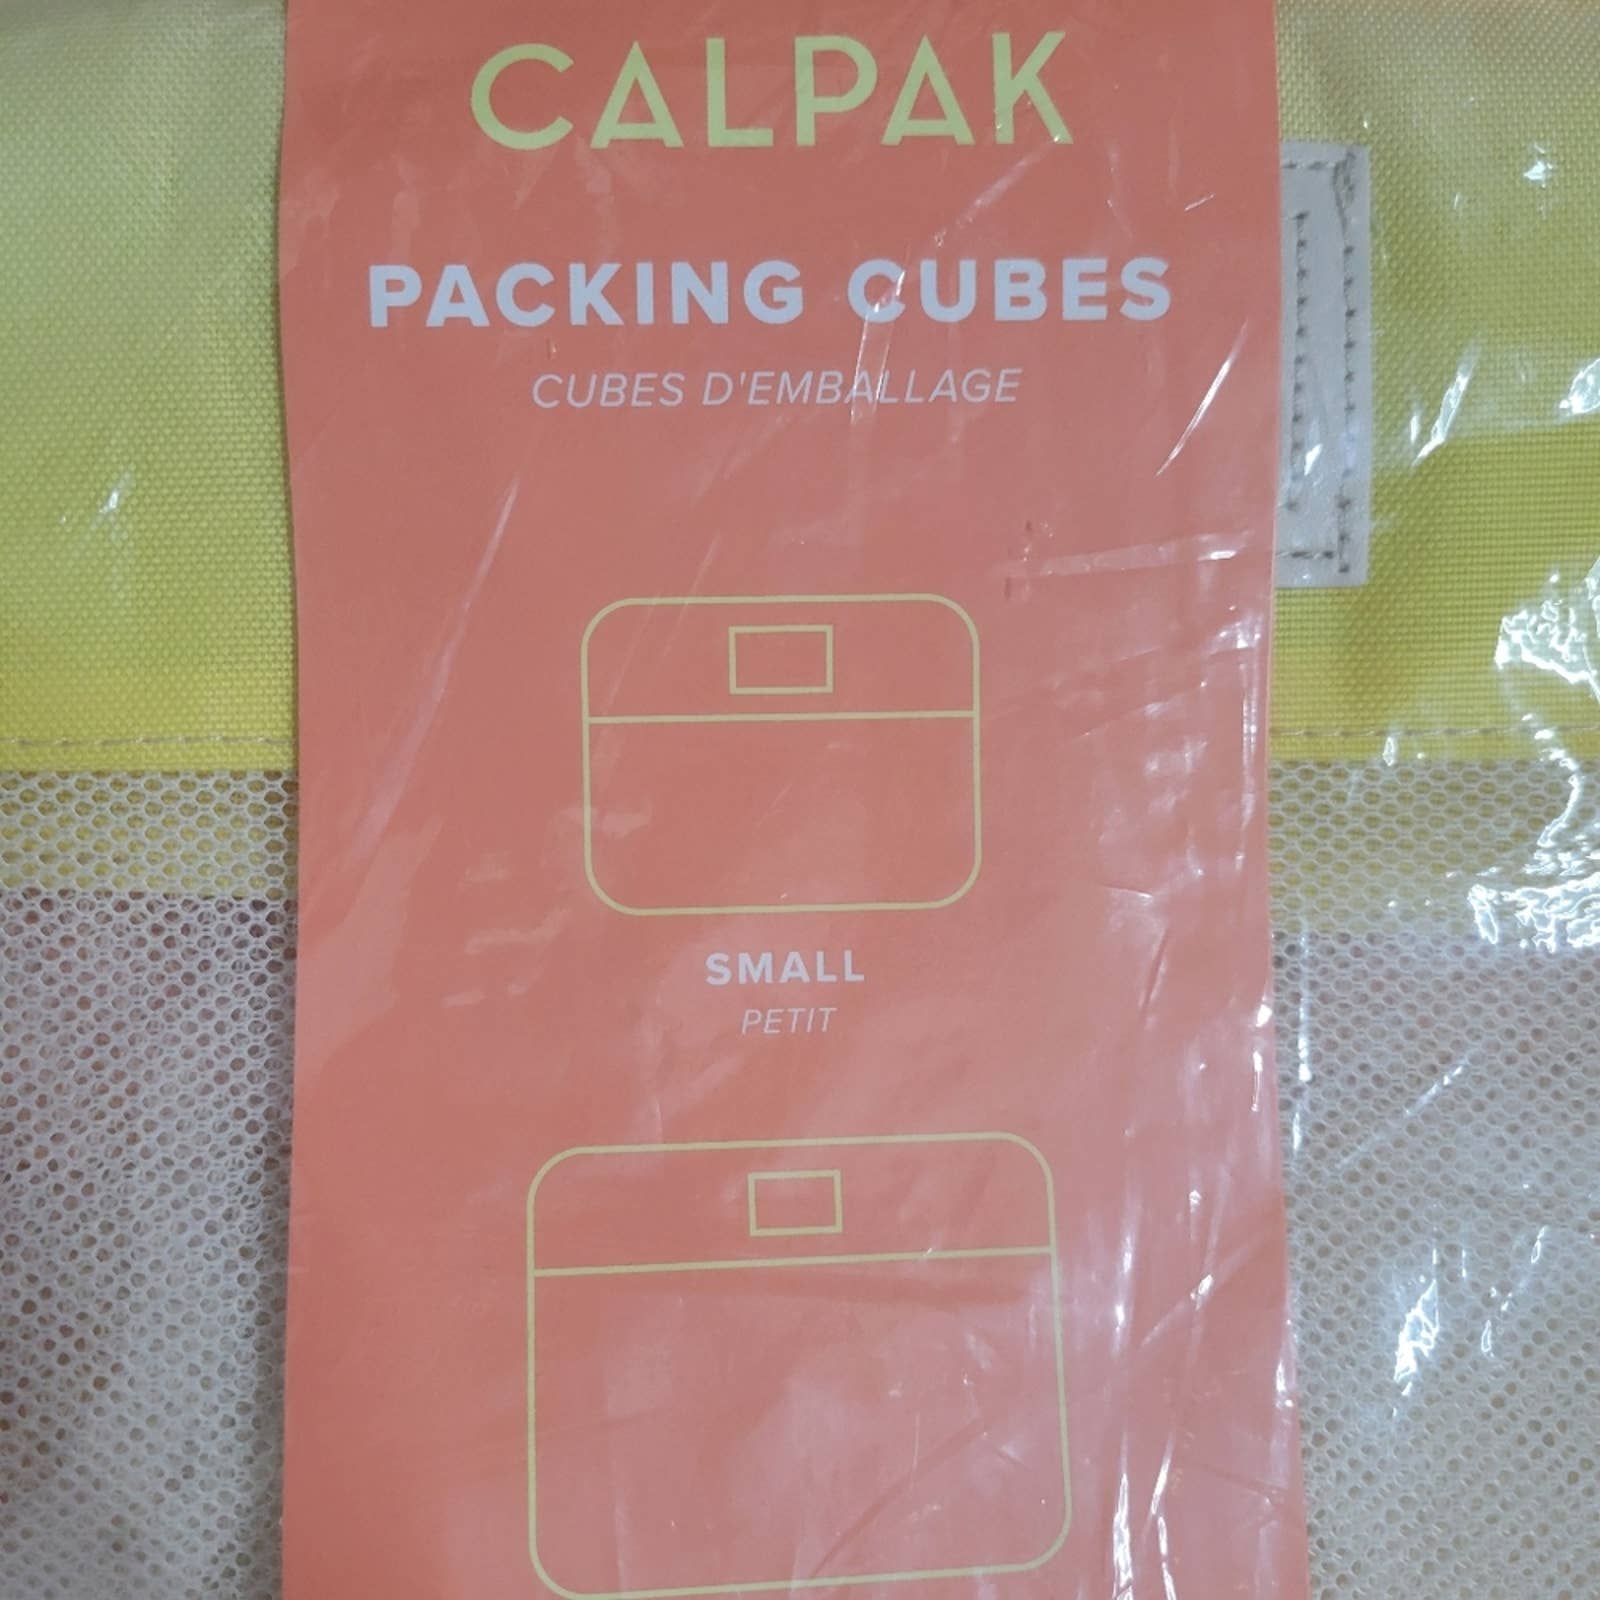 CALPAK
PACKING CUBES
CUBES D'EMBALLAGE
SMALL
PETIT